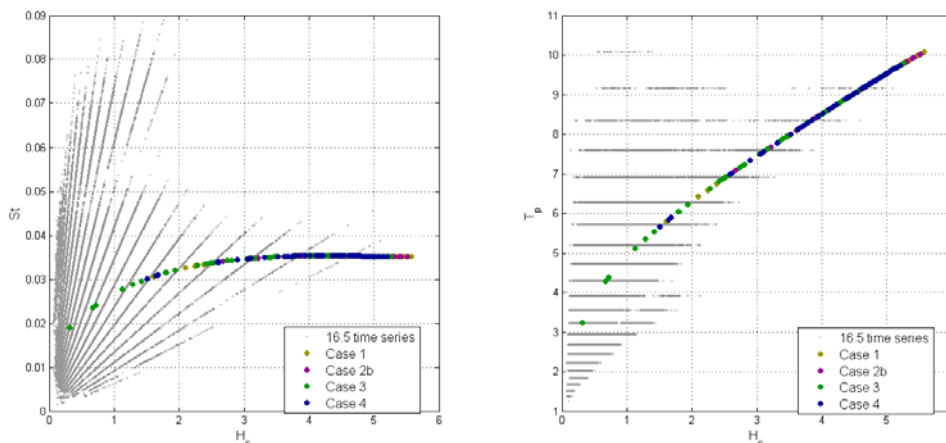 0.09
0.08
0.07
0.06
0.05
0.04
0.03
0.02
0.01
0
St
0 1 2 3 4 5 6
H_s
16.5 time series
Case 1
Case 2b
Case 3
Case 4
11
10
9
8
7
6
5
4
3
2
1
T_p
0 1 2 3 4 5
H_s
16.5 time series
Case 1
Case 2b
Case 3
Case 4